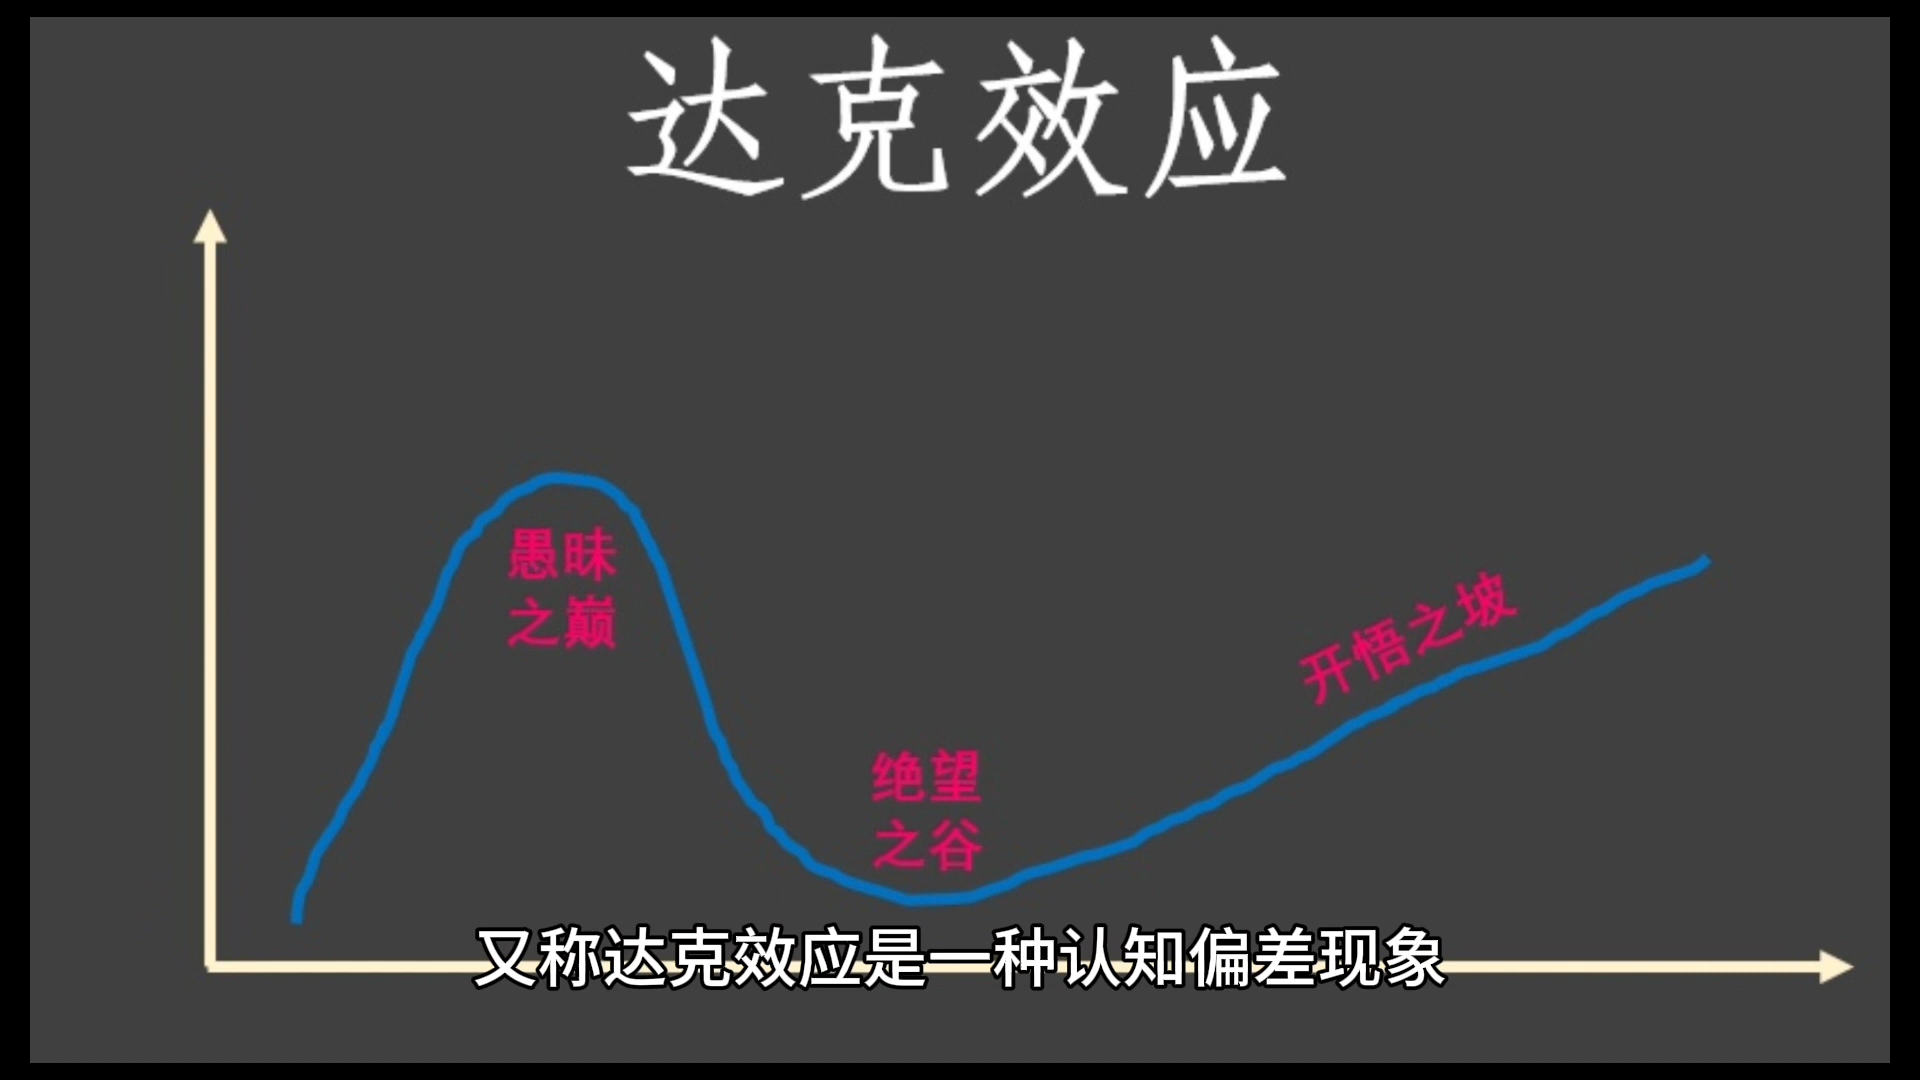 达克效应
愚昧
之巅
绝望
之谷
开悟之坡
又称达克效应是一种认知偏差现象